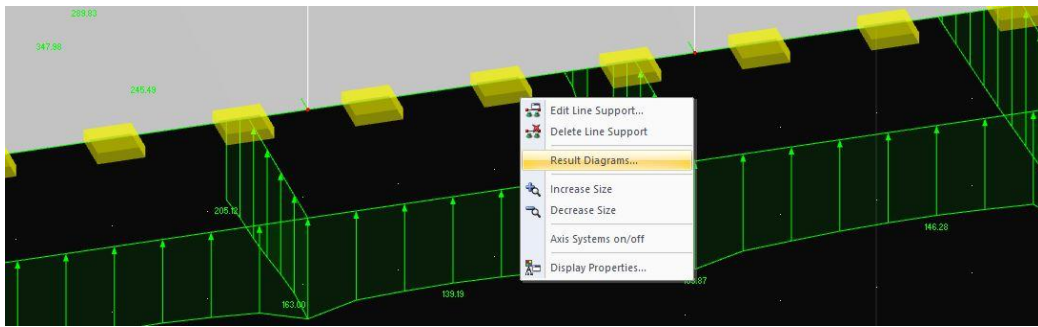 289.83
347.98
245.49
Edit Line Support...
Delete Line Support
Result Diagrams...
Increase Size
Decrease Size
Axis Systems on/off
Display Properties...
205.12
146.28
139.19
163.00